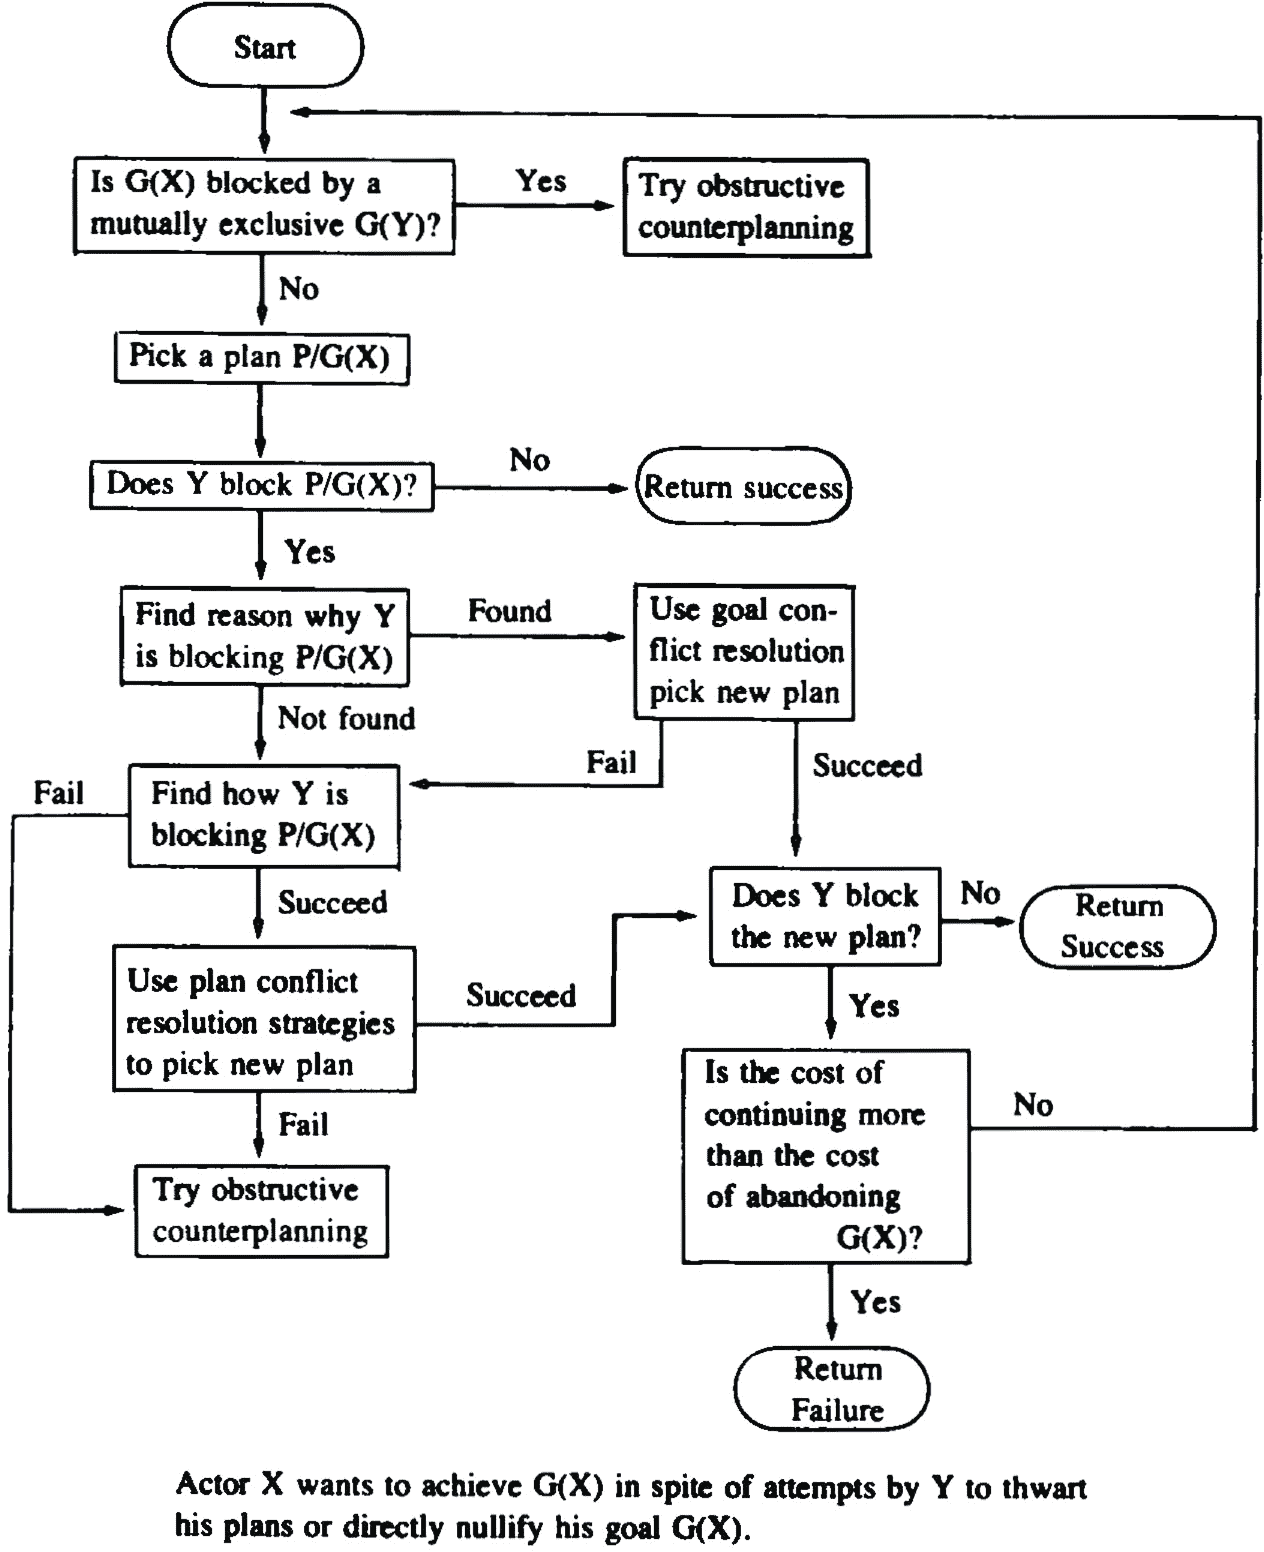 Start
Is G(X) blocked by a
mutually exclusive G(Y)?
Yes
Try obstructive
counterplanning
No
Pick a plan P/G(X)
Does Y block P/G(X)?
No
Return success
Yes
Find reason why Y
is blocking P/G(X)
Found
Use goal con-
flict resolution
pick new plan
Not found
Fail
Succeed
Fail
Find how Y is
blocking P/G(X)
Succeed
Does Y block
the new plan?
No
Return
Success
Use plan conflict
resolution strategies
to pick new plan
Succeed
Yes
Is the cost of
continuing more
than the cost
of abandoning
G(X)?
No
Fail
Try obstructive
counterplanning
Yes
Return
Failure
Actor X wants to achieve G(X) in spite of attempts by Y to thwart
his plans or directly nullify his goal G(X).